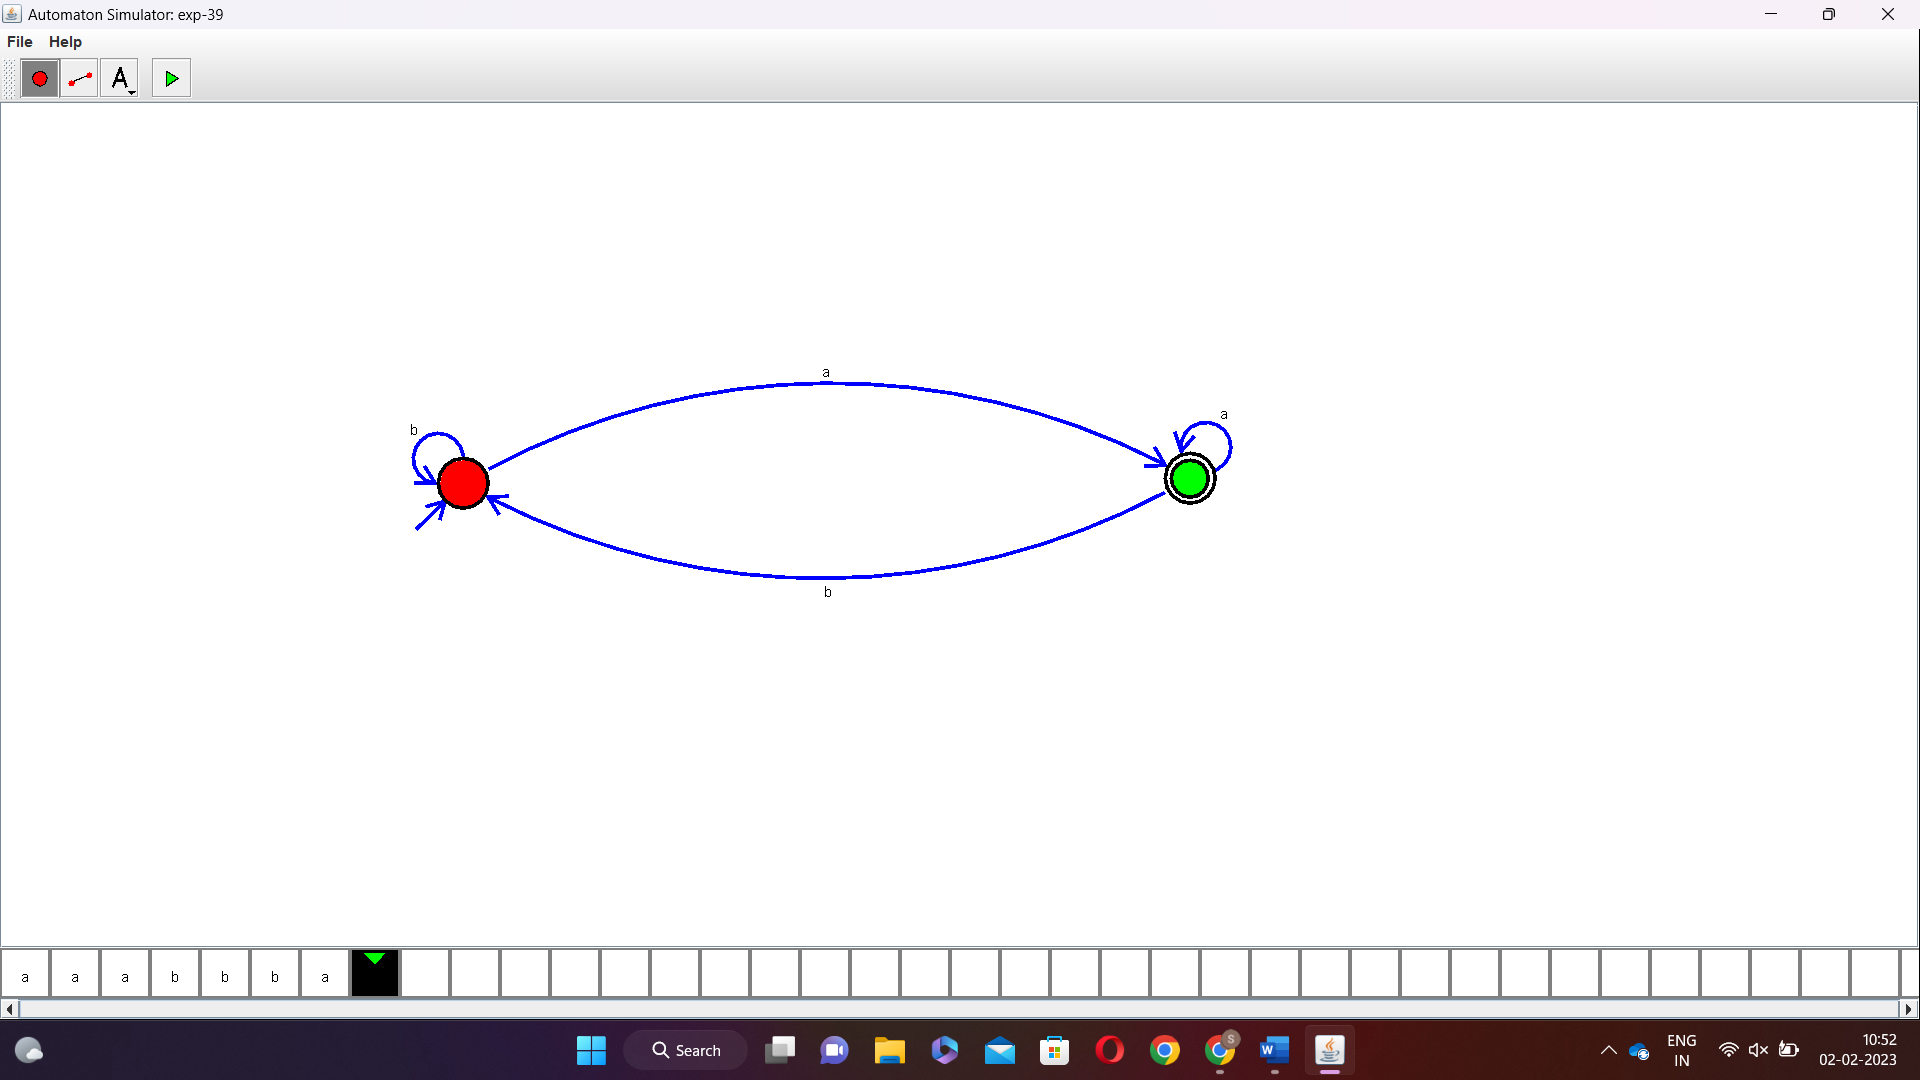 Automaton Simulator: exp-39
File Help
A
a
b
a
b
a a a b b b a
Search
S
W
ENG
IN
10:52
02-02-2023